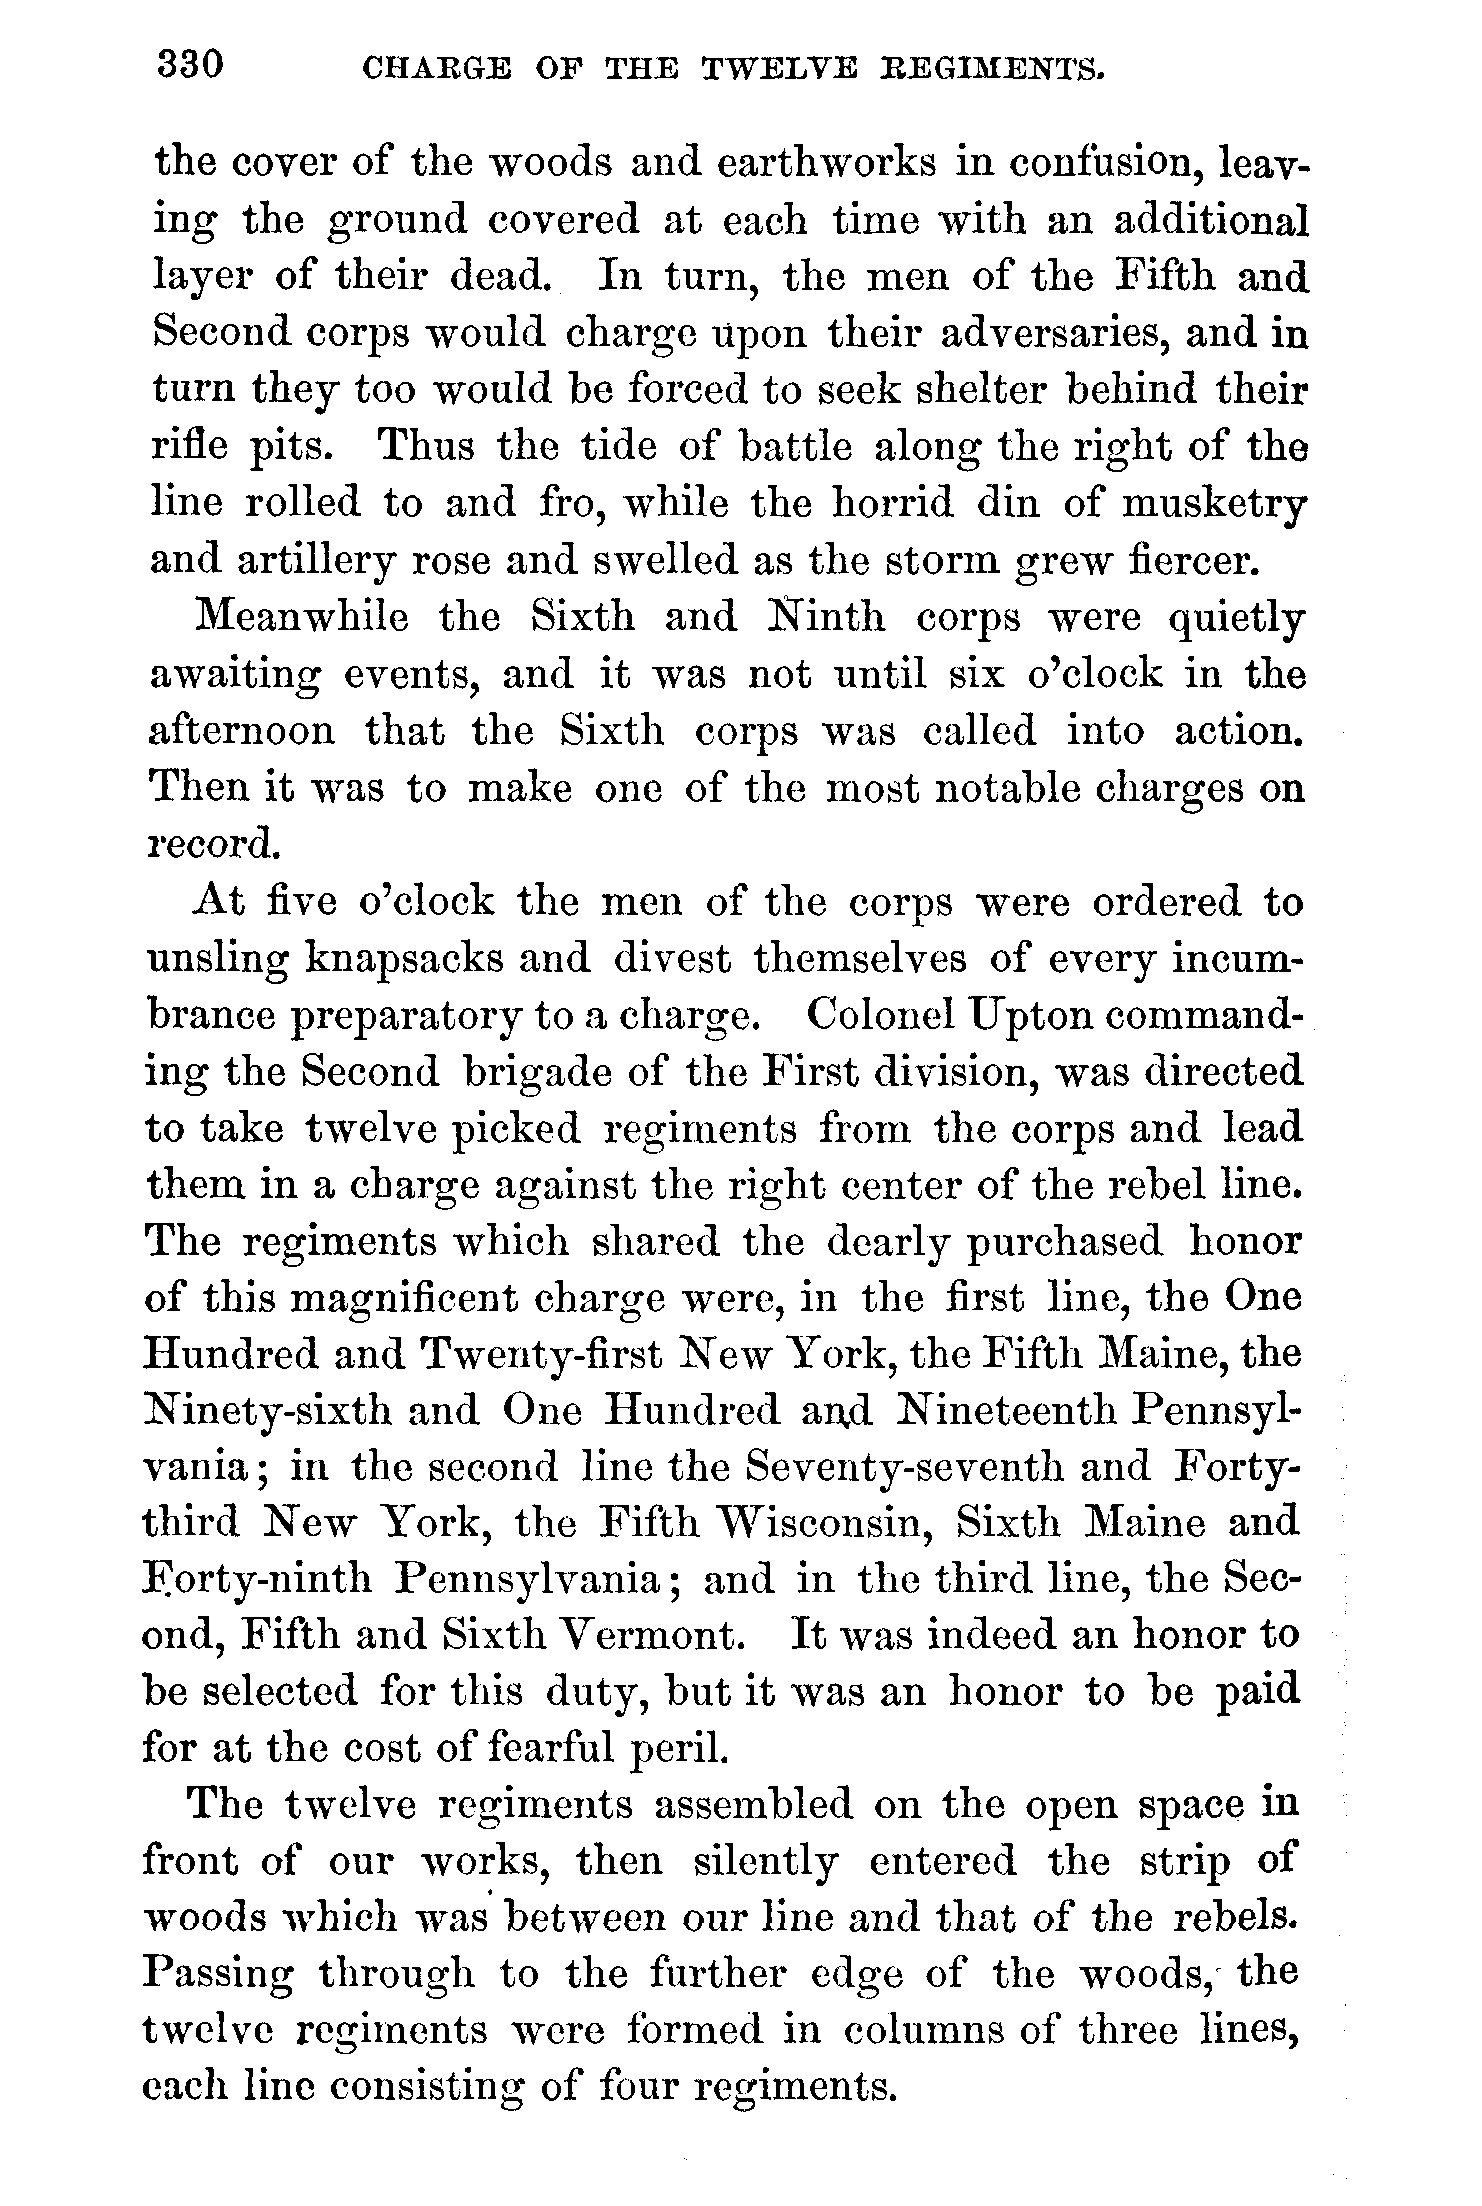 330 CHARGE OF THE TWELVE REGIMENTS.
the cover of the woods and earthworks in confusion, leav-
ing the ground covered at each time with an additional
layer of their dead. In turn, the men of the Fifth and
Second corps would charge upon their adversaries, and in
turn they too would be forced to seek shelter behind their
rifle pits. Thus the tide of battle along the right of the
line rolled to and fro, while the horrid din of musketry
and artillery rose and swelled as the storm grew fiercer.
Meanwhile the Sixth and Ninth corps were quietly
awaiting events, and it was not until six o'clock in the
afternoon that the Sixth corps was called into action.
Then it was to make one of the most notable charges on
record.
At five o'clock the men of the corps were ordered to
unsling knapsacks and divest themselves of every incum-
brance preparatory to a charge. Colonel Upton command-
ing the Second brigade of the First division, was directed
to take twelve picked regiments from the corps and lead
them in a charge against the right center of the rebel line.
The regiments which shared the dearly purchased honor
of this magnificent charge were, in the first line, the One
Hundred and Twenty-first New York, the Fifth Maine, the
Ninety-sixth and One Hundred and Nineteenth Pennsyl-
vania; in the second line the Seventy-seventh and Forty-
third New York, the Fifth Wisconsin, Sixth Maine and
Forty-ninth Pennsylvania; and in the third line, the Sec-
ond, Fifth and Sixth Vermont. It was indeed an honor to
be selected for this duty, but it was an honor to be paid
for at the cost of fearful peril.
The twelve regiments assembled on the open space in
front of our works, then silently entered the strip of
woods which was between our line and that of the rebels.
Passing through to the further edge of the woods, the
twelve regiments were formed in columns of three lines,
each line consisting of four regiments.